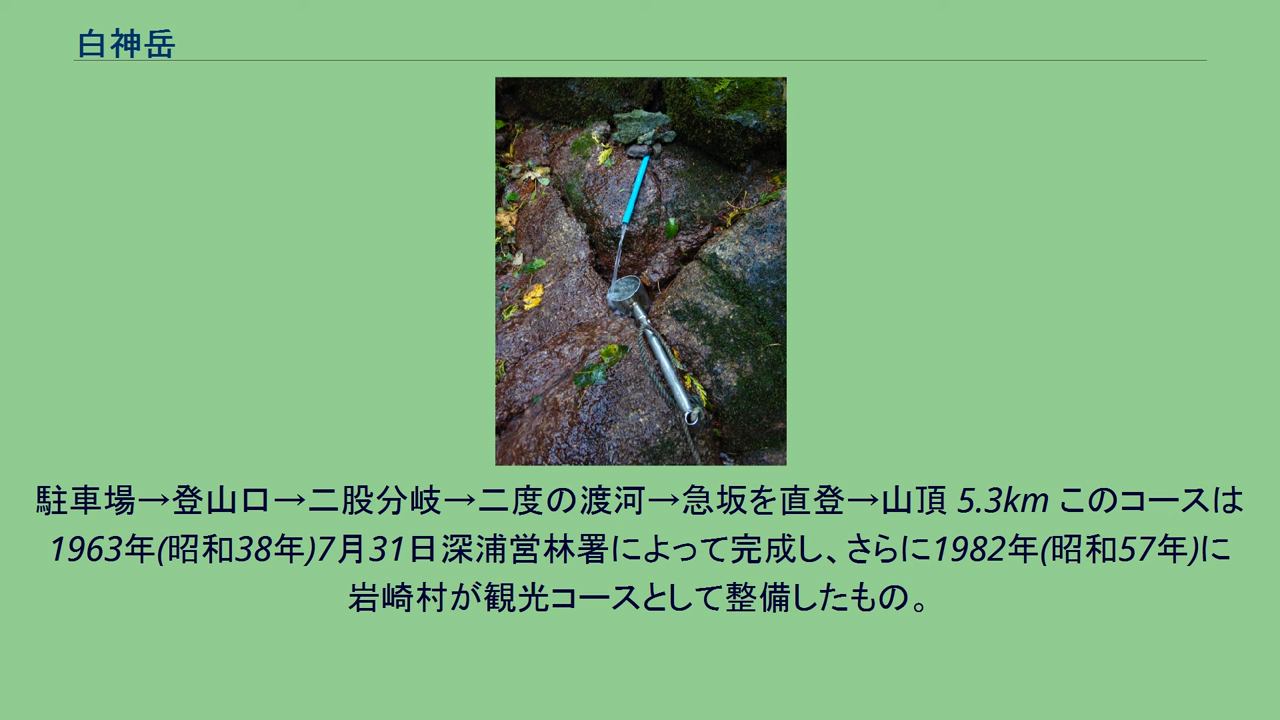 白神岳
駐車場→登山口→二股分岐→二度の渡河→急坂を直登→山頂 5.3km このコースは
1963年(昭和38年)7月31日深浦営林署によって完成し、さらに1982年(昭和57年)に
岩崎村が観光コースとして整備したもの。